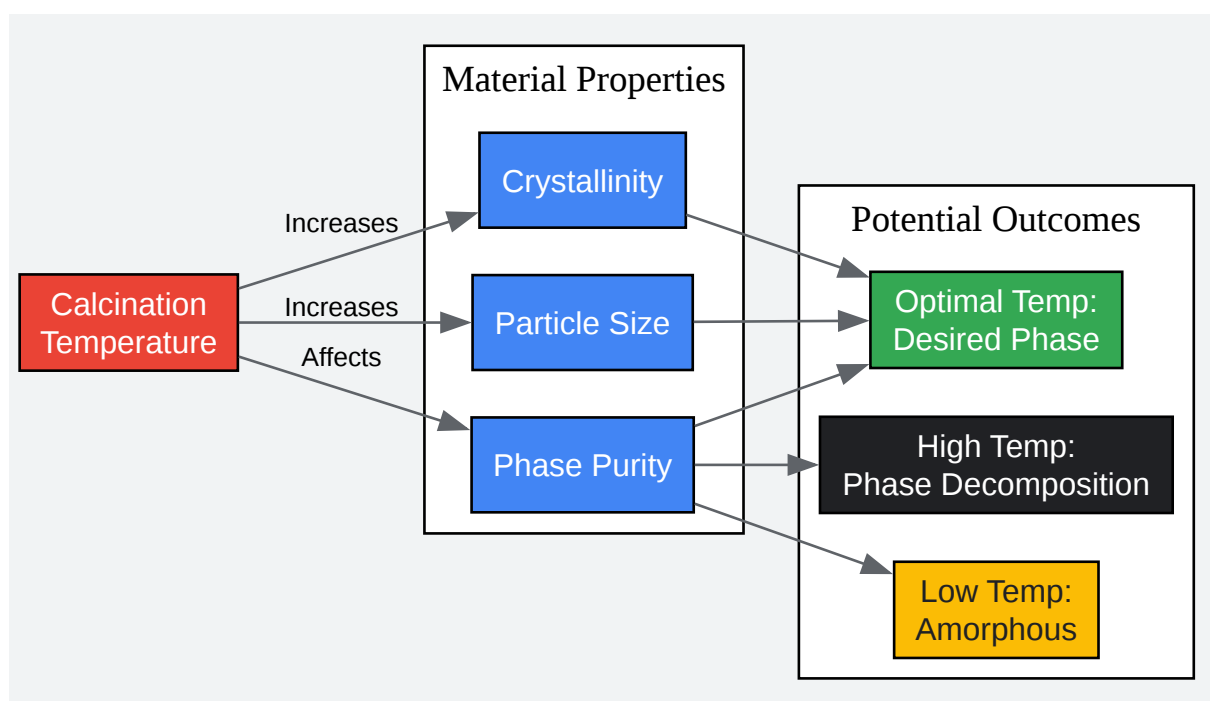 Material Properties
Crystallinity
Potential Outcomes
Increases
Calcination
Temperature
Increases
Particle Size
Optimal Temp:
Desired Phase
Affects
Phase Purity
High Temp:
Phase Decomposition
Low Temp:
Amorphous